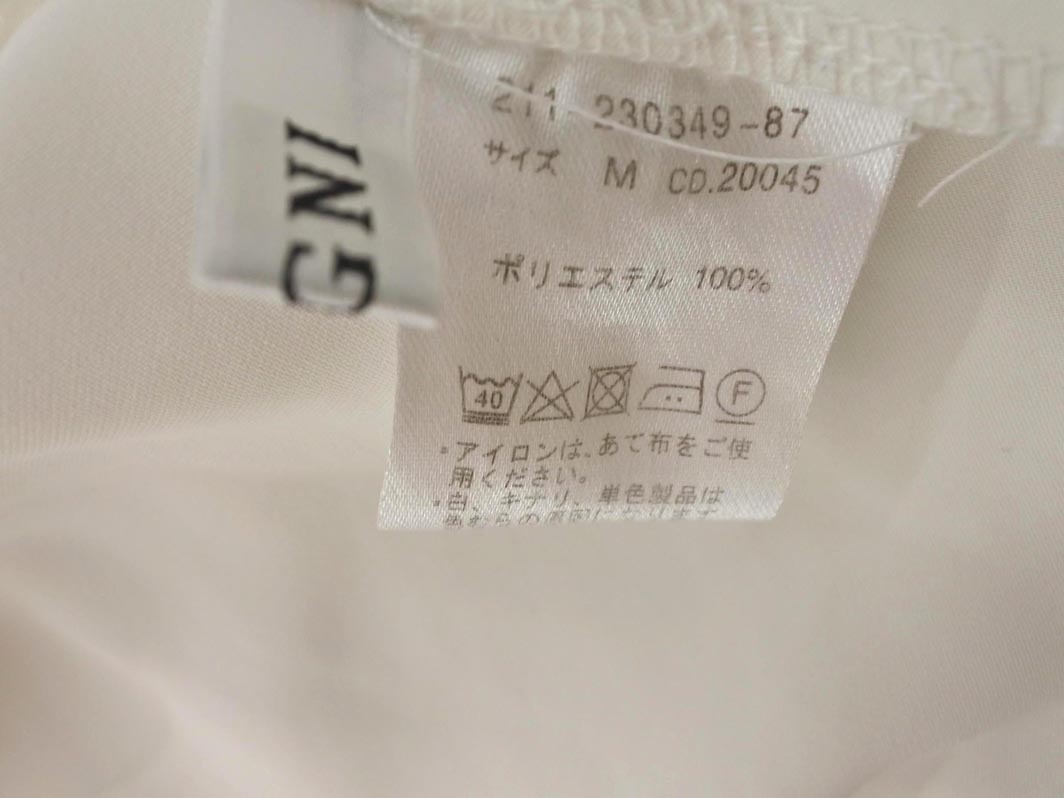 GNI
211 230349-87
サイズ M CD.20045
ポリエステル 100%
40
F
・アイロンは、あて布をご使
用ください。
・白、キナリ、単色製品は